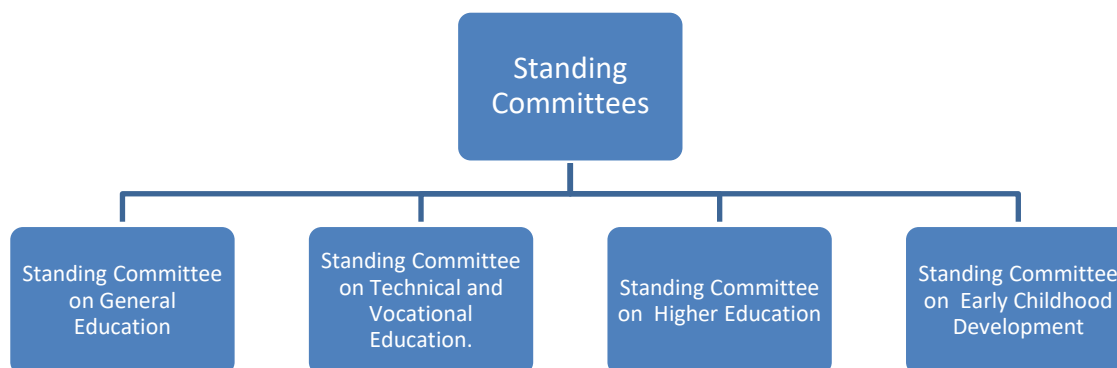 Standing
Committees
Standing Committee
on General
Education
Standing Committee
on Technical and
Vocational
Education.
Standing Committee
on  Higher Education
Standing Committee
on  Early Childhood
Development